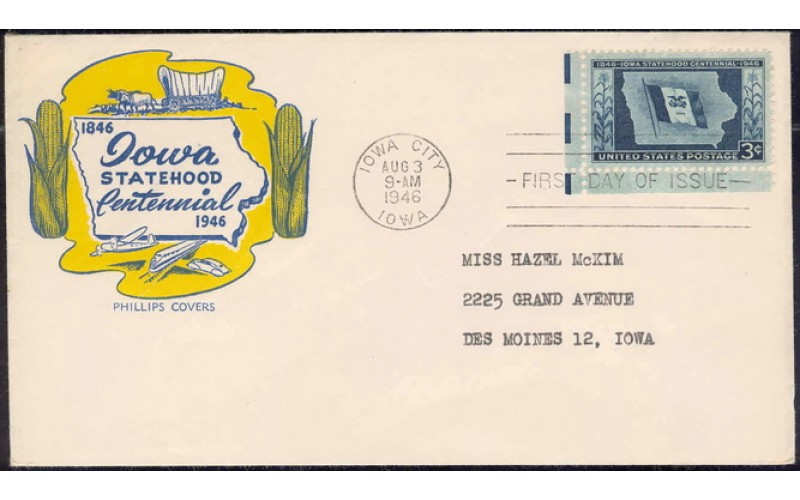 1846
Iowa
STATEHOOD
Centennial
1946
PHILLIPS COVERS
IOWA CITY
AUG 3
9-AM
1946
IOWA
1846-IOWA STATEHOOD CENTENNIAL-1946
3¢
UNITED STATES POSTAGE
FIRST DAY OF ISSUE
MISS HAZEL McKIM
2225 GRAND AVENUE
DES MOINES 12, IOWA